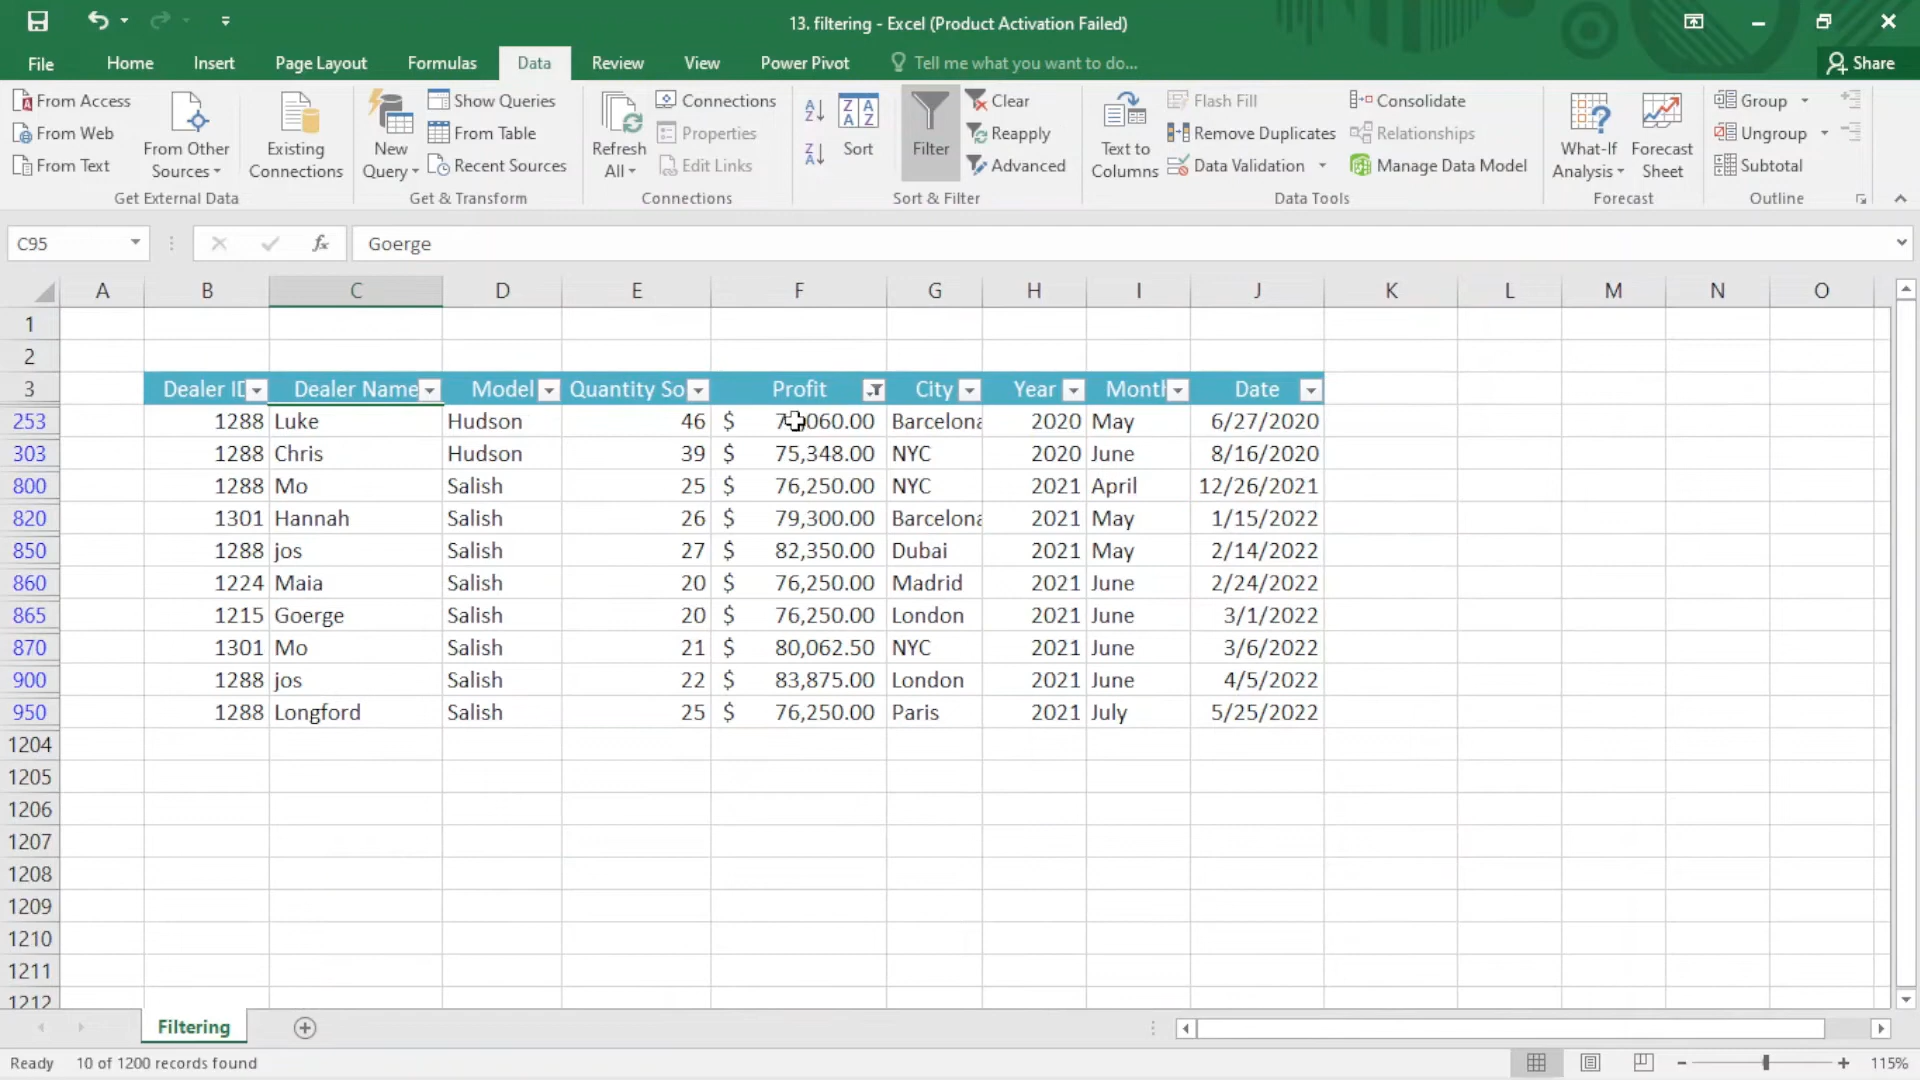 13. filtering - Excel (Product Activation Failed)
File Home Insert Page Layout Formulas Data Review View Power Pivot Tell me what you want to do... Share
From Access
From Web
From Text
From Other Sources
Existing Connections
Get External Data
New Query
Show Queries
From Table
Recent Sources
Get & Transform
Refresh All
Connections
Properties
Edit Links
Connections
Sort
Filter
Clear
Reapply
Advanced
Sort & Filter
Text to Columns
Flash Fill
Remove Duplicates
Data Validation
Consolidate
Relationships
Manage Data Model
Data Tools
What-If Analysis
Forecast Sheet
Forecast
Group
Ungroup
Subtotal
Outline
C95 fx Goerge
A B C D E F G H I J K L M N O
1
2
3 Dealer ID Dealer Name Model Quantity So Profit City Year Month Date
253 1288 Luke Hudson 46 $ 060.00 Barcelona 2020 May 6/27/2020
303 1288 Chris Hudson 39 $ 75,348.00 NYC 2020 June 8/16/2020
800 1288 Mo Salish 25 $ 76,250.00 NYC 2021 April 12/26/2021
820 1301 Hannah Salish 26 $ 79,300.00 Barcelona 2021 May 1/15/2022
850 1288 jos Salish 27 $ 82,350.00 Dubai 2021 May 2/14/2022
860 1224 Maia Salish 20 $ 76,250.00 Madrid 2021 June 2/24/2022
865 1215 Goerge Salish 20 $ 76,250.00 London 2021 June 3/1/2022
870 1301 Mo Salish 21 $ 80,062.50 NYC 2021 June 3/6/2022
900 1288 jos Salish 22 $ 83,875.00 London 2021 June 4/5/2022
950 1288 Longford Salish 25 $ 76,250.00 Paris 2021 July 5/25/2022
1204
1205
1206
1207
1208
1209
1210
1211
1212
Filtering
Ready 10 of 1200 records found 115%